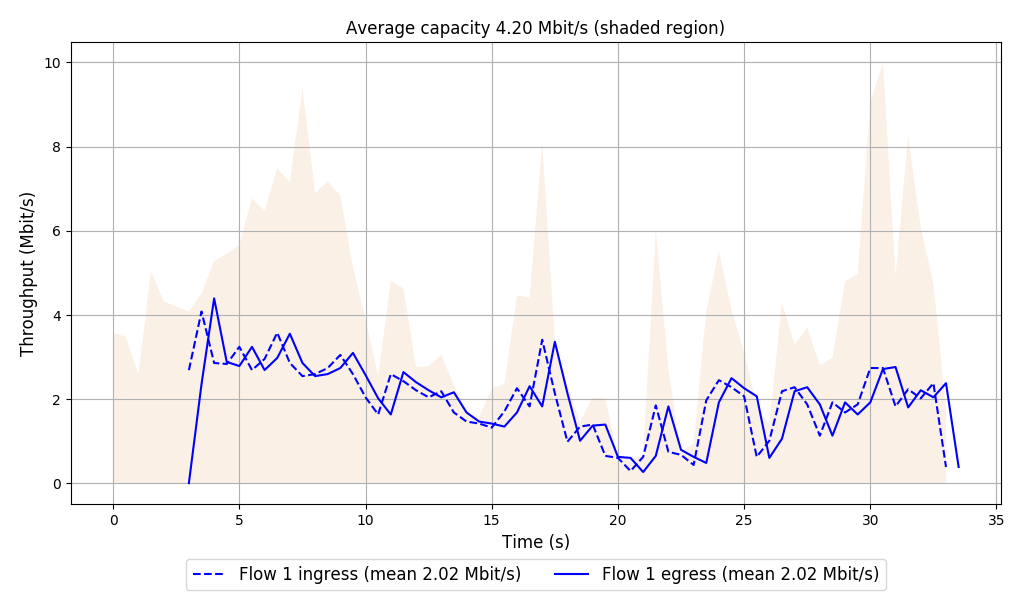 Average capacity 4.20 Mbit/s (shaded region)
Throughput (Mbit/s)
10
8
6
4
2
0
0 5 10 15 20 25 30 35
Time (s)
Flow 1 ingress (mean 2.02 Mbit/s) Flow 1 egress (mean 2.02 Mbit/s)